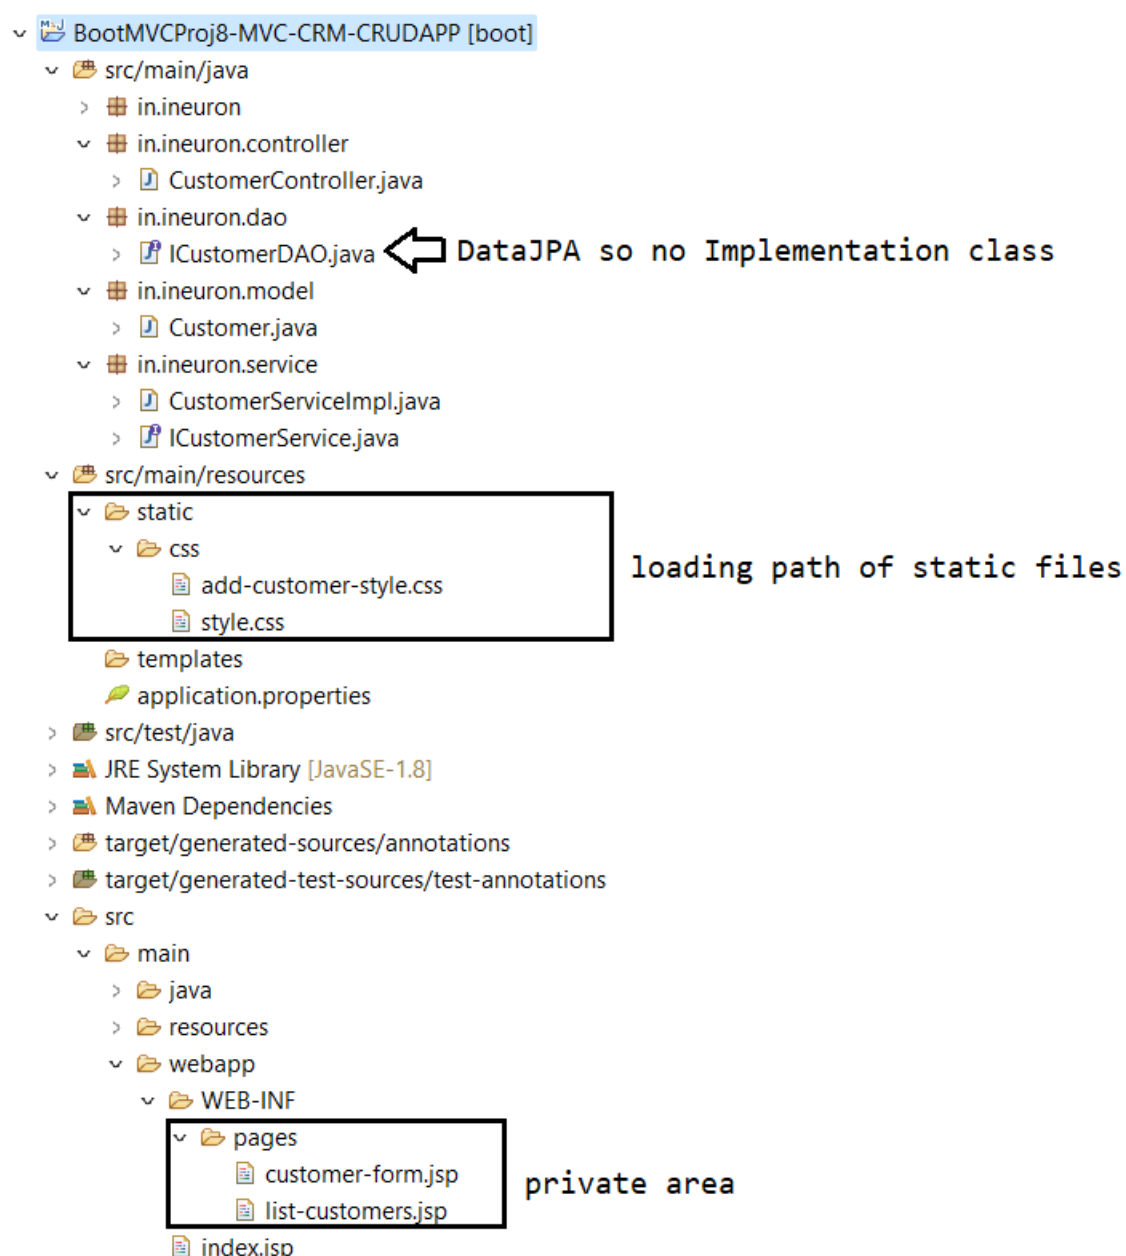 BootMVCProj8-MVC-CRM-CRUDAPP [boot]
src/main/java
in.ineuron
in.ineuron.controller
CustomerController.java
in.ineuron.dao
ICustomerDAO.java DataJPA so no Implementation class
in.ineuron.model
Customer.java
in.ineuron.service
CustomerServiceImpl.java
ICustomerService.java
src/main/resources
static
css
loading path of static files
add-customer-style.css
style.css
templates
application.properties
src/test/java
JRE System Library [JavaSE-1.8]
Maven Dependencies
target/generated-sources/annotations
target/generated-test-sources/test-annotations
src
main
java
resources
webapp
WEB-INF
pages
customer-form.jsp
private area
list-customers.jsp
index.jsp